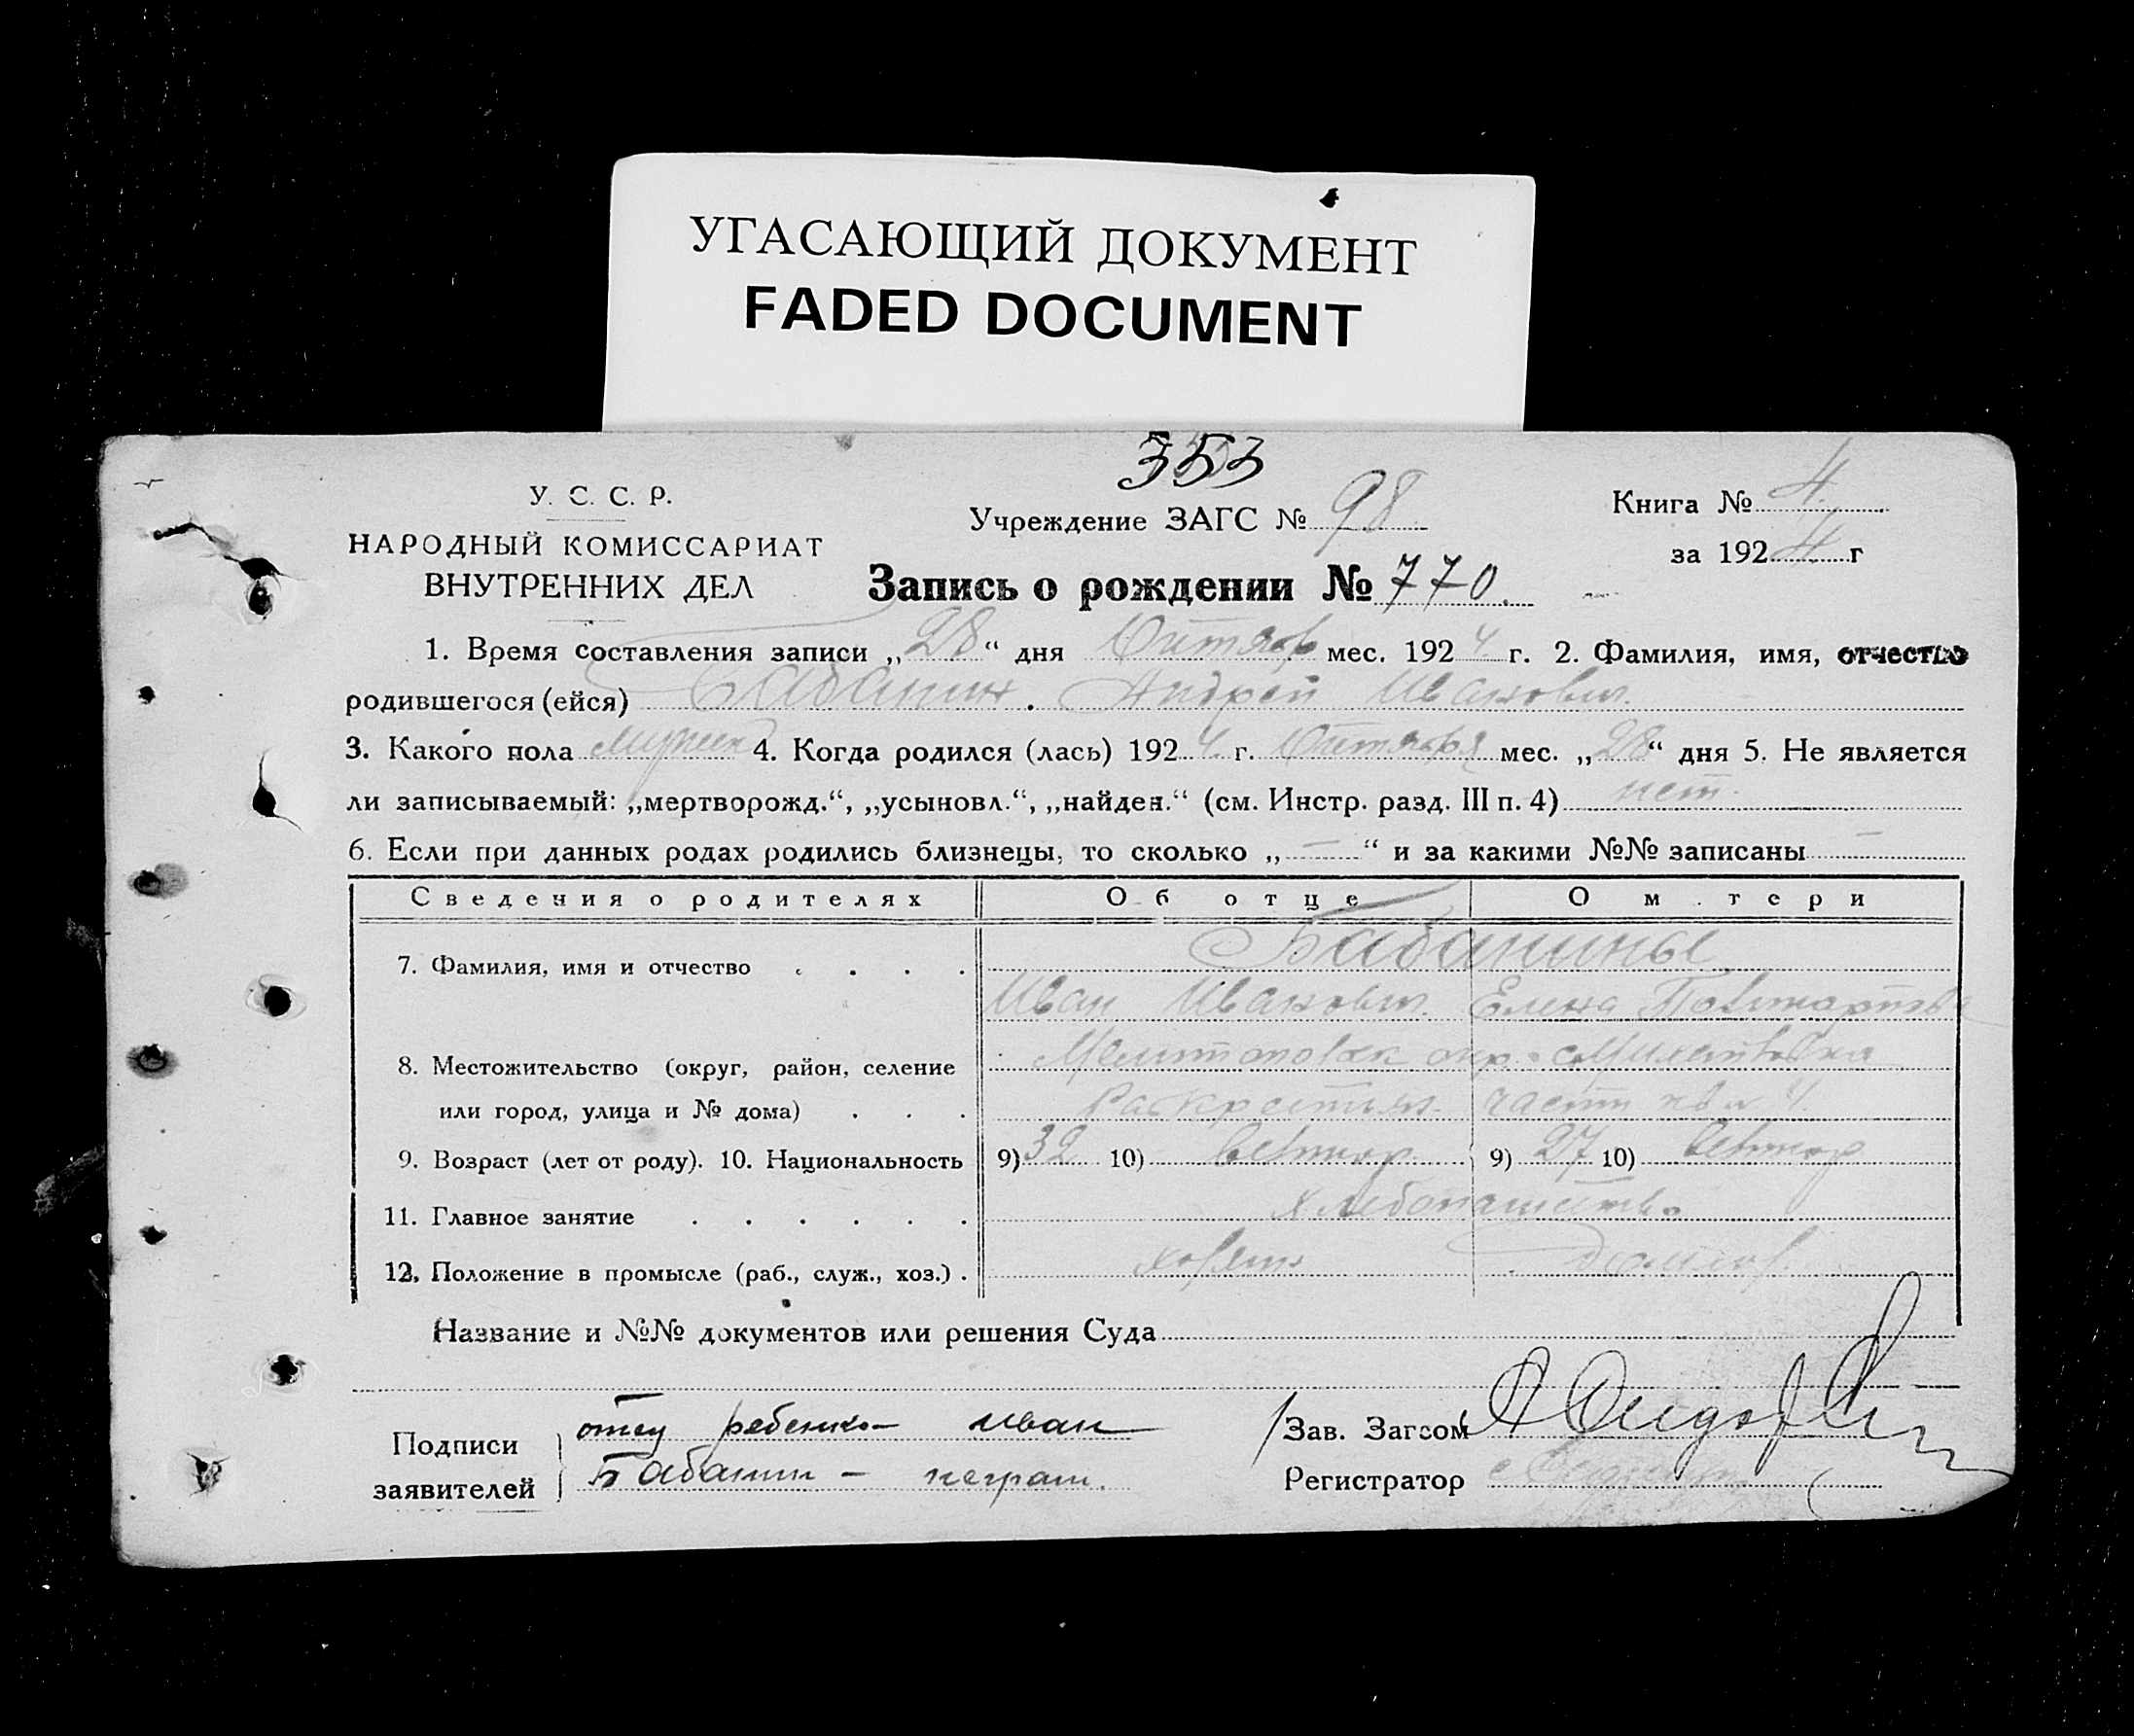 УГАСАЮЩИЙ ДОКУМЕНТ
FADED DOCUMENT
353
У. С. С. Р.
НАРОДНЫЙ КОМИССАРИАТ
ВНУТРЕННИХ ДЕЛ
Учреждение ЗАГС № 98
Книга № 4
за 1924 г
Запись о рождении № 770.
1. Время составления записи „28“ дня Октяб мес. 1924 г. 2. Фамилия, имя, отчество
родившегося (ейся) Бабанин. Андрей Иванович.
3. Какого пола мужск 4. Когда родился (лась) 1924 г. Октября мес. „28“ дня 5. Не является
ли записываемый: „мертворожд.“, „усыновл.“, „найден.“ (см. Инстр. разд. III п. 4) нет.
6. Если при данных родах родились близнецы, то сколько „—“ и за какими №№ записаны —
Сведения о родителях Об отце О м тери
7. Фамилия, имя и отчество . . . . Бабанины
Иван Иванович. Елена
8. Местожительство (округ, район, селение
или город, улица и № дома) . . .
9. Возраст (лет от роду). 10. Национальность 9) 32 10) 9) 27 10)
11. Главное занятие . . . . . . хлебопашество
12. Положение в промысле (раб., служ., хоз.) . хозяин домхоз.
Название и №№ документов или решения Суда
Подписи
заявителей
отец ребенка Иван
Бабанин — неграм.
Зав. Загсом
Регистратор